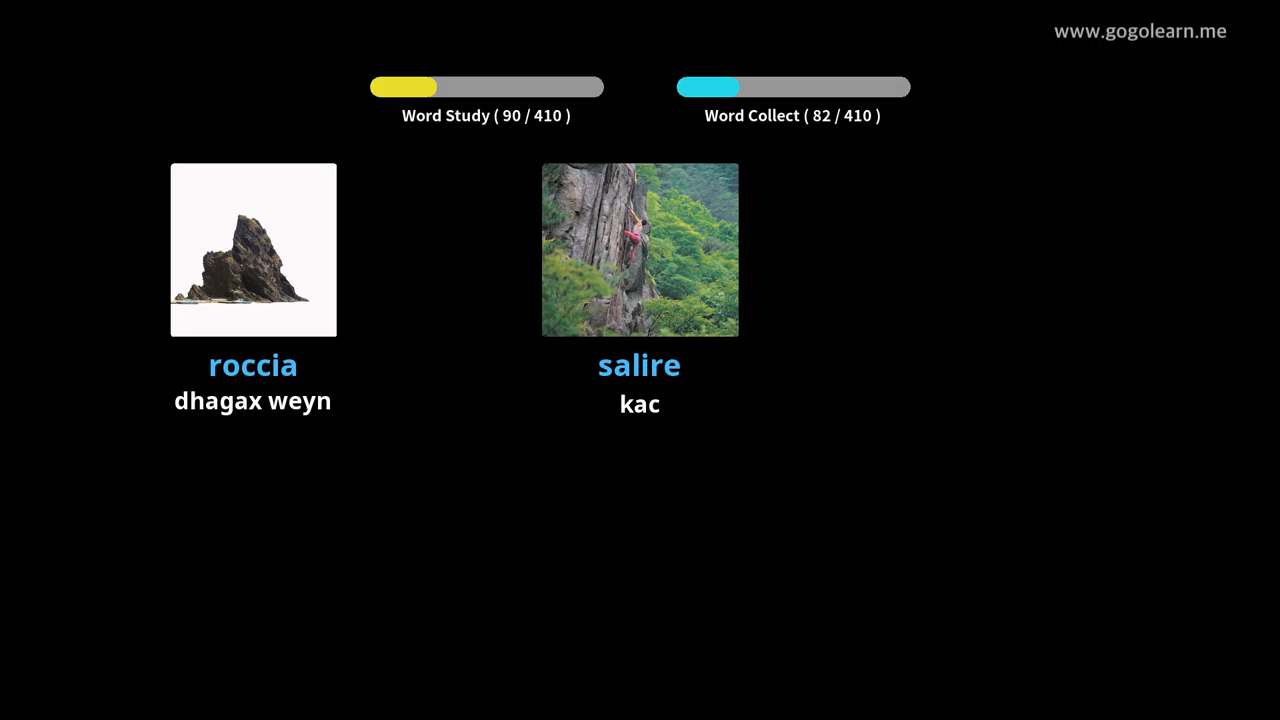 www.gogolearn.me
Word Study ( 90 / 410 )
Word Collect ( 82 / 410 )
roccia
dhagax weyn
salire
kac